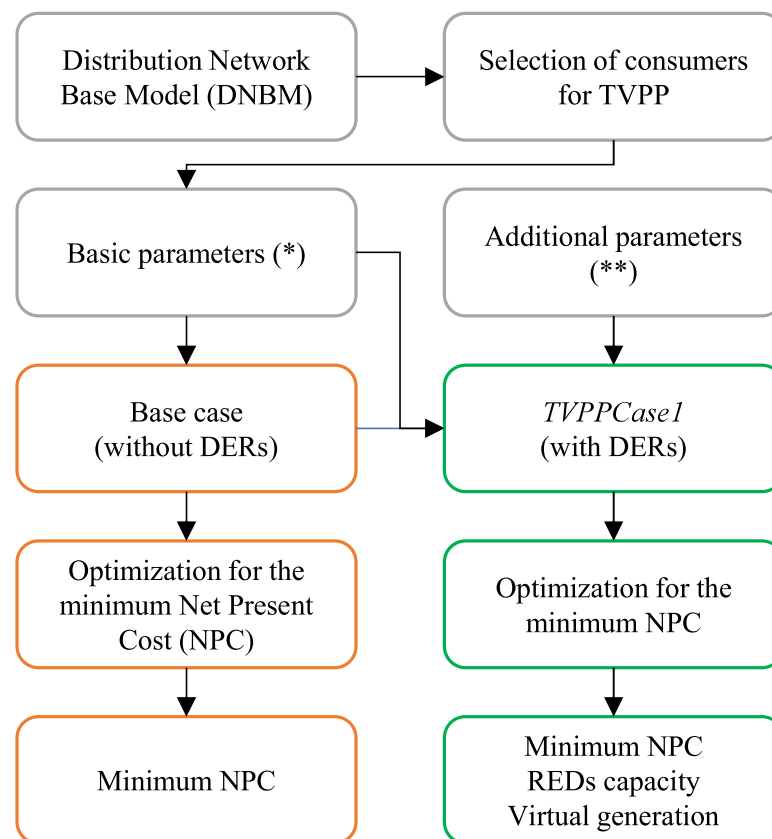 Distribution Network
Base Model (DNBM)
Selection of consumers
for TVPP
Basic parameters (*)
Additional parameters
(**)
Base case
(without DERs)
TVPPCase1
(with DERs)
Optimization for the
minimum Net Present
Cost (NPC)
Optimization for the
minimum NPC
Minimum NPC
Minimum NPC
REDs capacity
Virtual generation